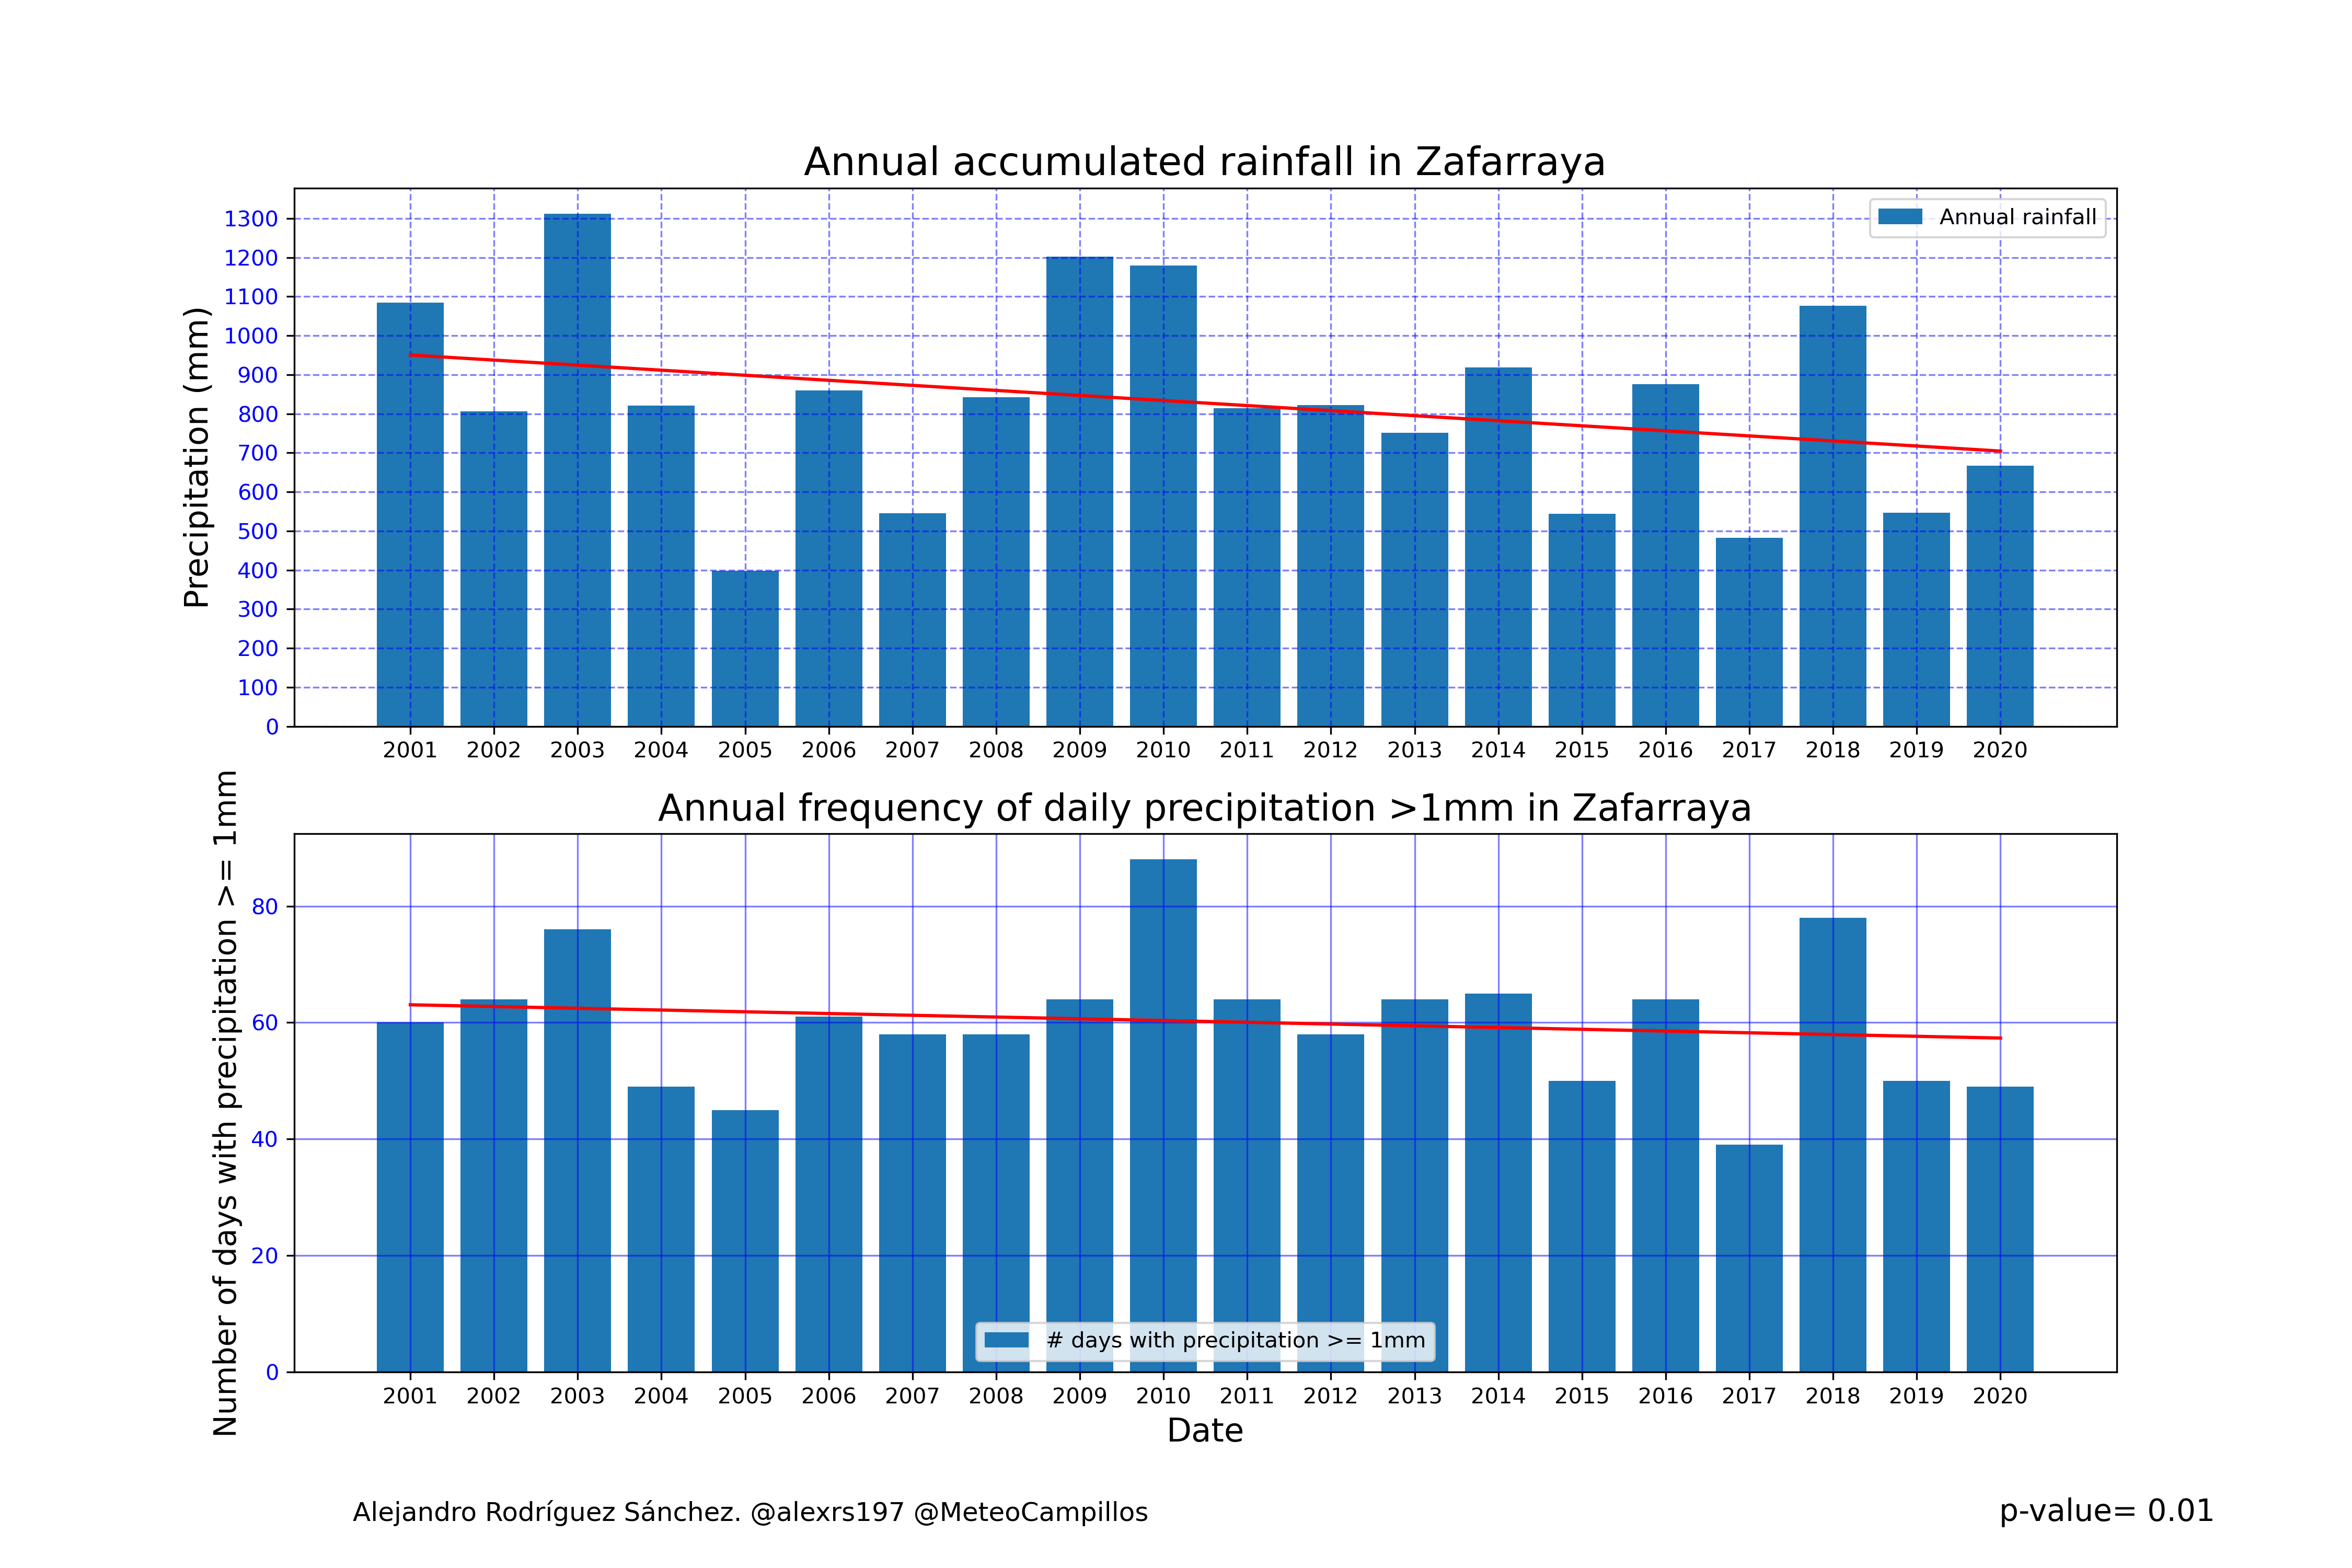 Annual accumulated rainfall in Zafarraya
Precipitation (mm)
1300
1200
1100
1000
900
800
700
600
500
400
300
200
100
0
Annual rainfall
2001 2002 2003 2004 2005 2006 2007 2008 2009 2010 2011 2012 2013 2014 2015 2016 2017 2018 2019 2020
Annual frequency of daily precipitation >1mm in Zafarraya
Number of days with precipitation >= 1mm
80
60
40
20
0
# days with precipitation >= 1mm
2001 2002 2003 2004 2005 2006 2007 2008 2009 2010 2011 2012 2013 2014 2015 2016 2017 2018 2019 2020
Date
Alejandro Rodríguez Sánchez. @alexrs197 @MeteoCampillos
p-value= 0.01